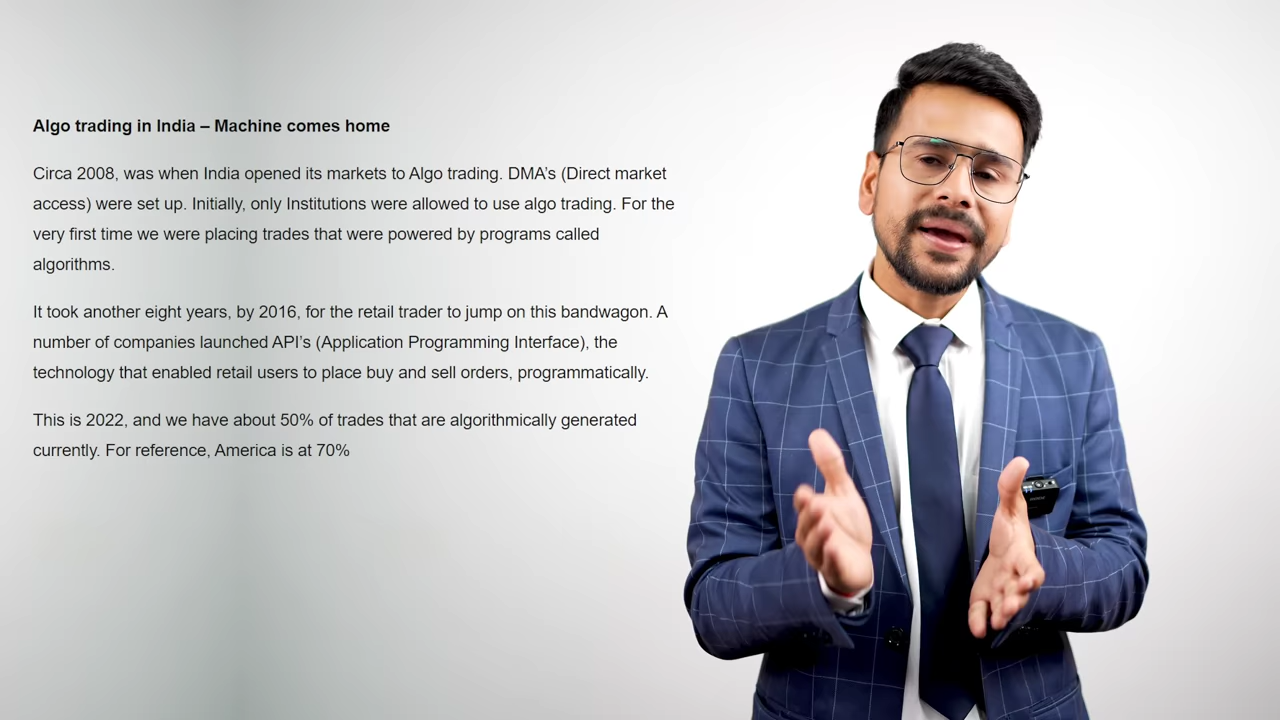 Algo trading in India – Machine comes home
Circa 2008, was when India opened its markets to Algo trading. DMA's (Direct market
access) were set up. Initially, only Institutions were allowed to use algo trading. For the
very first time we were placing trades that were powered by programs called
algorithms.
It took another eight years, by 2016, for the retail trader to jump on this bandwagon. A
number of companies launched API's (Application Programming Interface), the
technology that enabled retail users to place buy and sell orders, programmatically.
This is 2022, and we have about 50% of trades that are algorithmically generated
currently. For reference, America is at 70%